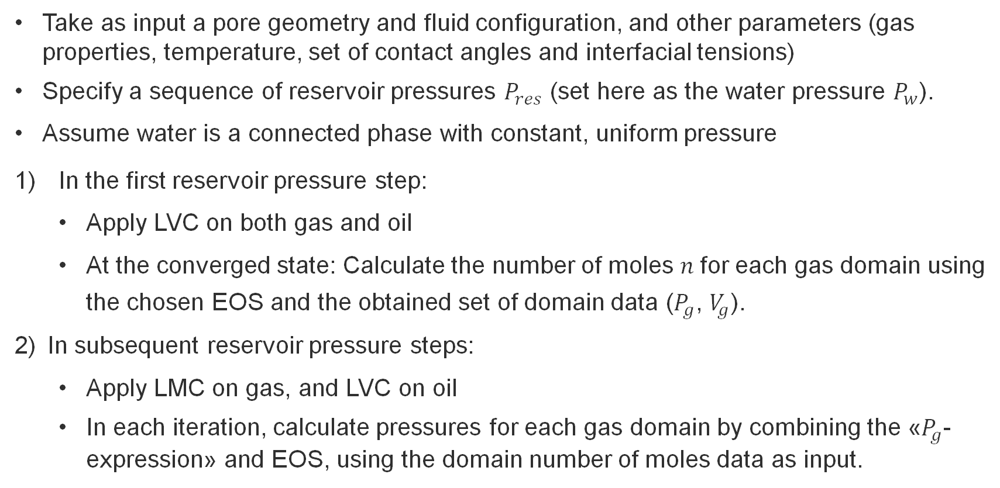 • Take as input a pore geometry and fluid configuration, and other parameters (gas
properties, temperature, set of contact angles and interfacial tensions)
• Specify a sequence of reservoir pressures P_res (set here as the water pressure P_w).
• Assume water is a connected phase with constant, uniform pressure
1) In the first reservoir pressure step:
• Apply LVC on both gas and oil
• At the converged state: Calculate the number of moles n for each gas domain using
the chosen EOS and the obtained set of domain data (P_g, V_g).
2) In subsequent reservoir pressure steps:
• Apply LMC on gas, and LVC on oil
• In each iteration, calculate pressures for each gas domain by combining the «P_g-
expression» and EOS, using the domain number of moles data as input.